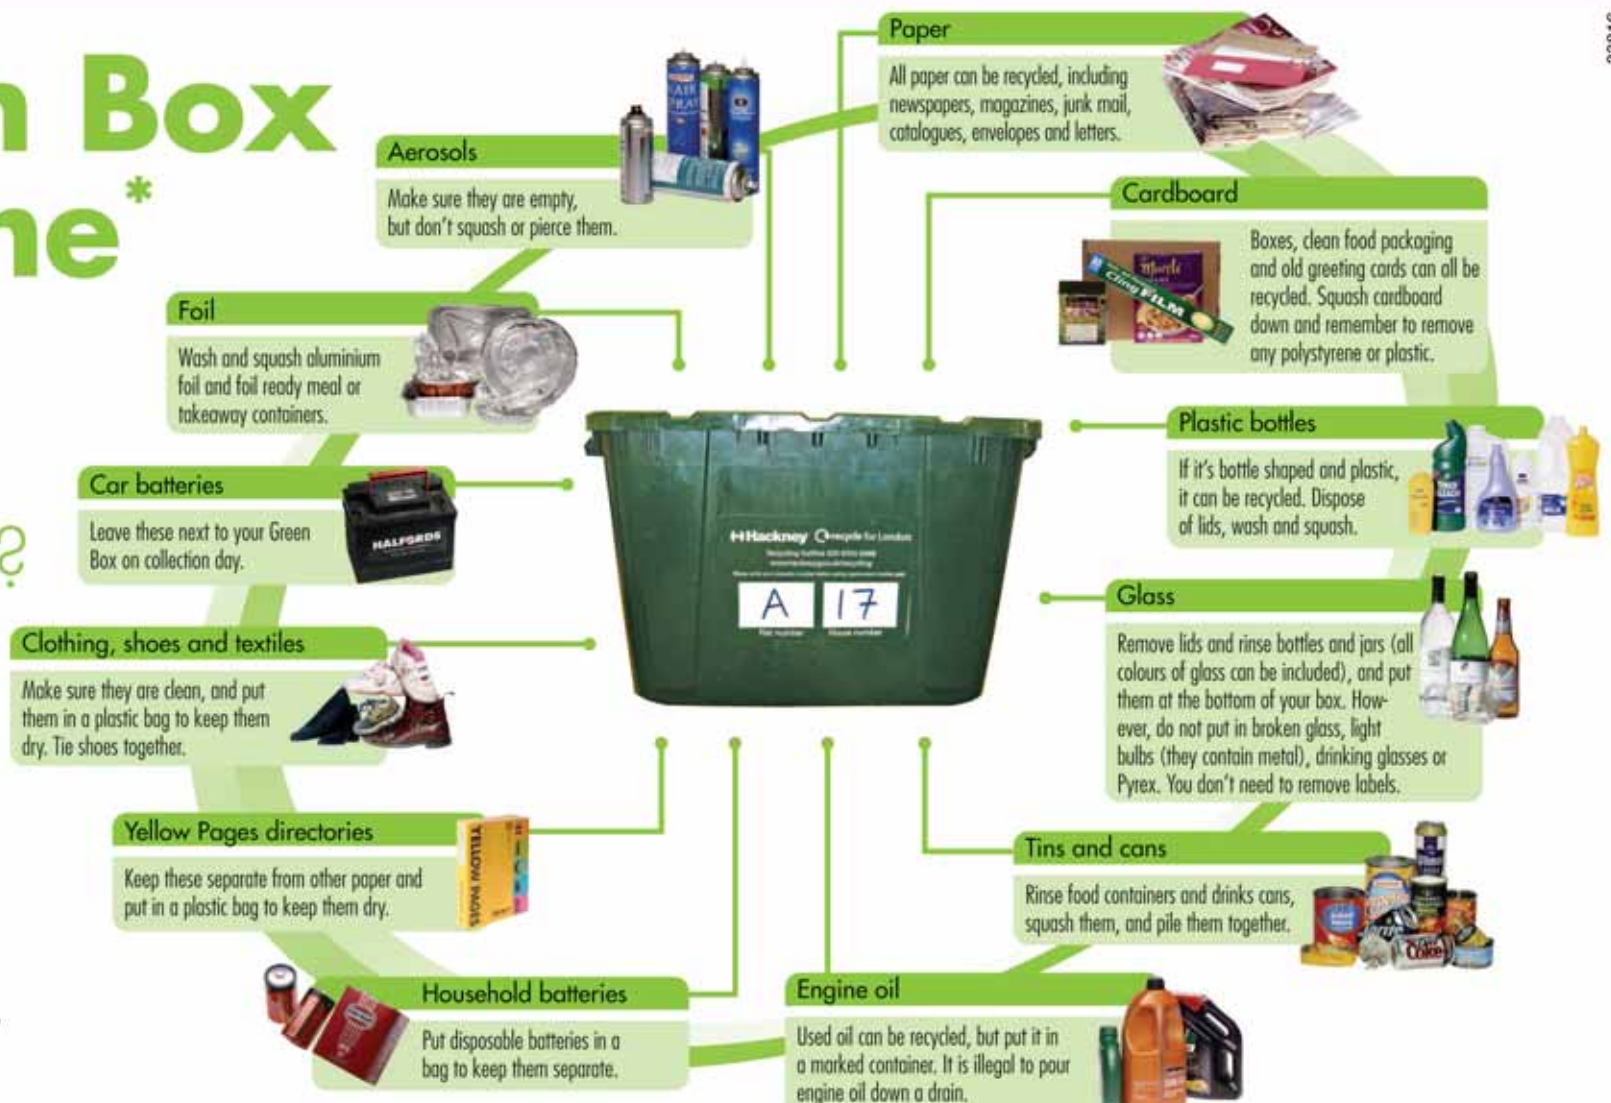 n Box
ne*
?
Paper
All paper can be recycled, including
newspapers, magazines, junk mail,
catalogues, envelopes and letters.
Aerosols
Make sure they are empty,
but don't squash or pierce them.
HAIR
SPRAY
Cardboard
Boxes, clean food packaging
and old greeting cards can all be
recycled. Squash cardboard
down and remember to remove
any polystyrene or plastic.
Cling FILM
Foil
Wash and squash aluminium
foil and foil ready meal or
takeaway containers.
Plastic bottles
If it's bottle shaped and plastic,
it can be recycled. Dispose
of lids, wash and squash.
Car batteries
Leave these next to your Green
Box on collection day.
HALFORDS
Hackney recycle for London
A 17
Flat number House number
Glass
Remove lids and rinse bottles and jars (all
colours of glass can be included), and put
them at the bottom of your box. How-
ever, do not put in broken glass, light
bulbs (they contain metal), drinking glasses or
Pyrex. You don't need to remove labels.
Clothing, shoes and textiles
Make sure they are clean, and put
them in a plastic bag to keep them
dry. Tie shoes together.
Yellow Pages directories
Keep these separate from other paper and
put in a plastic bag to keep them dry.
YELLOW PAGES
Tins and cans
Rinse food containers and drinks cans,
squash them, and pile them together.
Coke
Household batteries
Put disposable batteries in a
bag to keep them separate.
Engine oil
Used oil can be recycled, but put it in
a marked container. It is illegal to pour
engine oil down a drain.